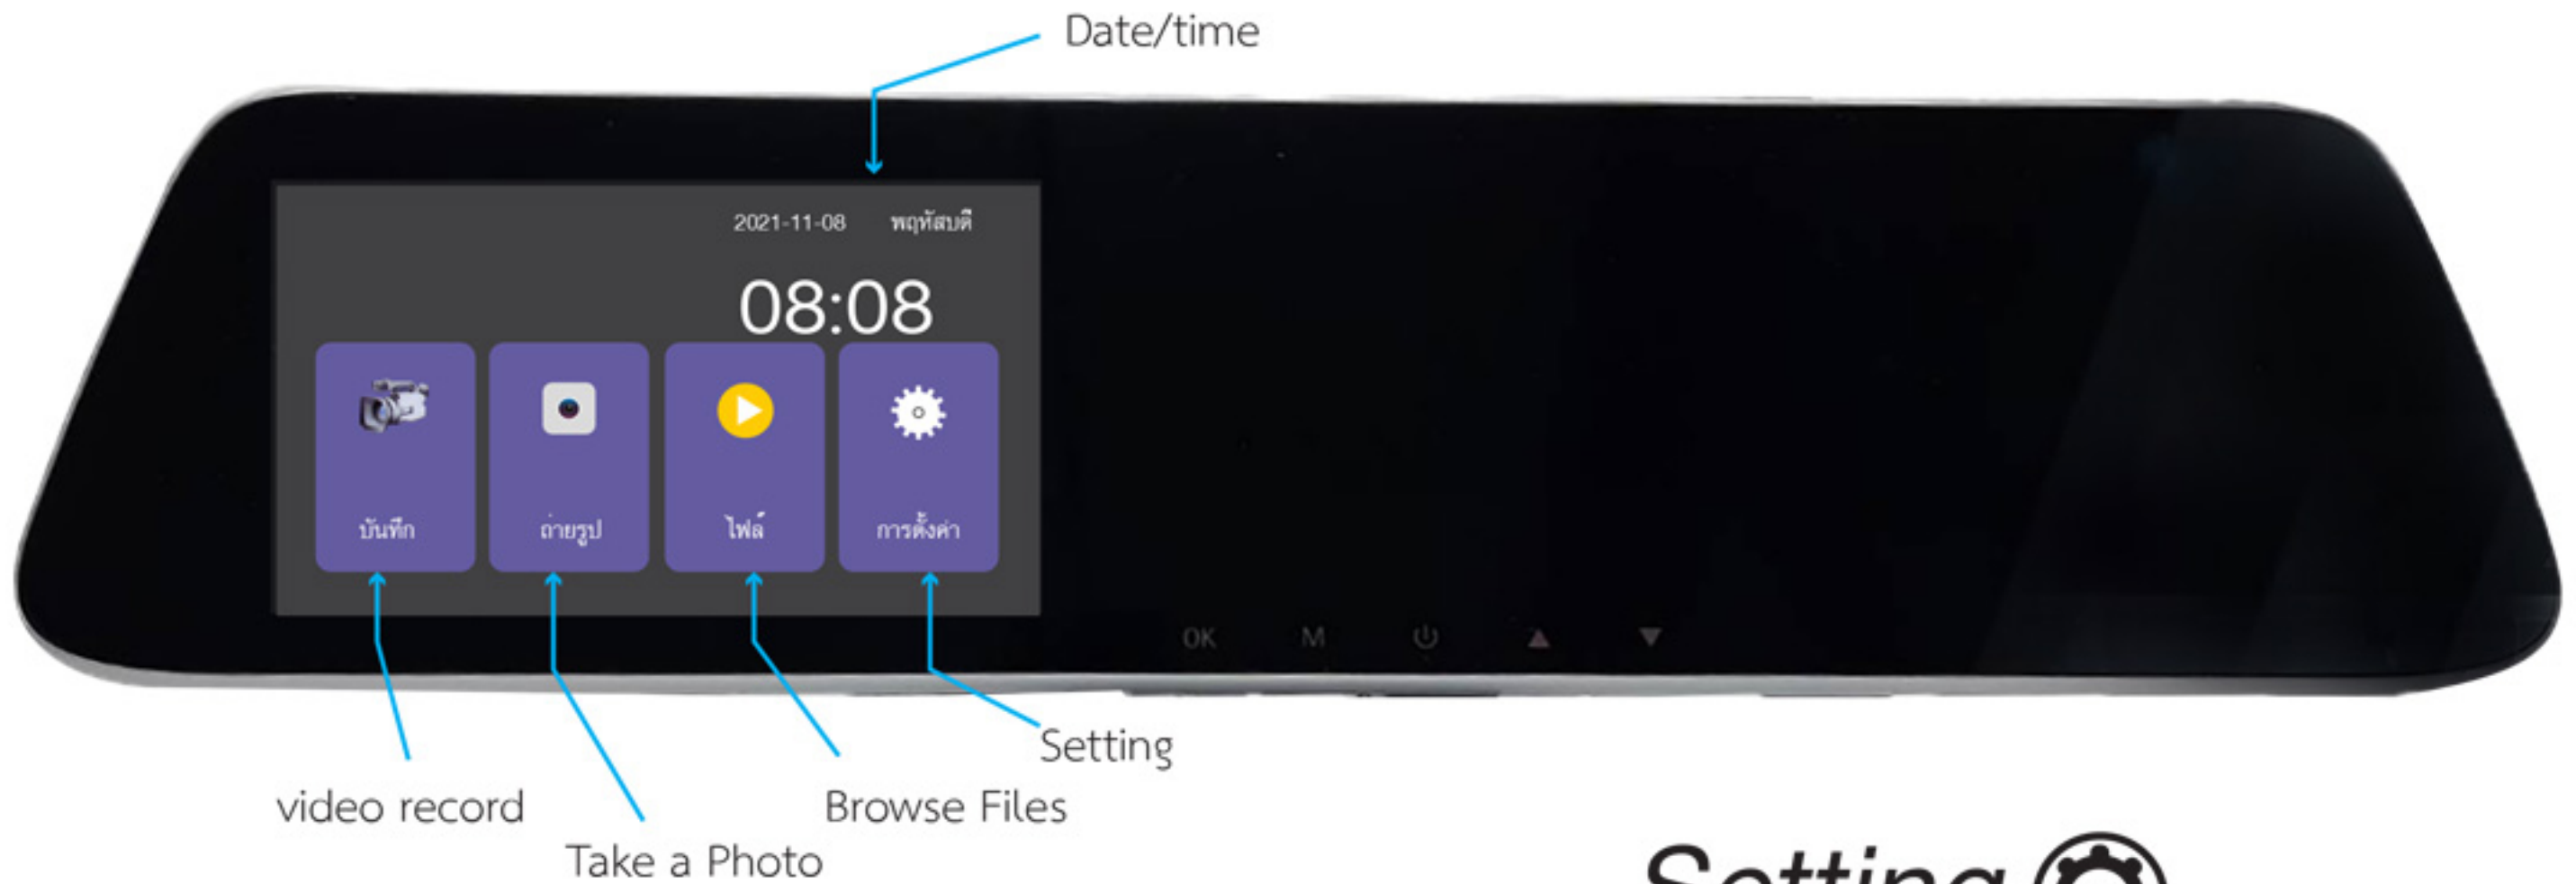 Date/time
2021-11-08 พฤหัสบดี
08:08
บันทึก ถ่ายรูป ไฟล์ การตั้งค่า
OK M
Setting
video record
Browse Files
Take a Photo
Setting